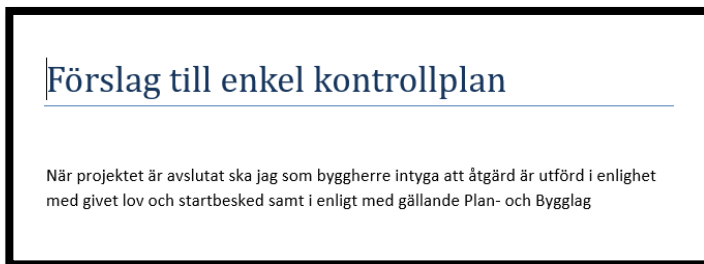 Förslag till enkel kontrollplan
När projektet är avslutat ska jag som byggherre intyga att åtgärd är utförd i enlighet
med givet lov och startbesked samt i enligt med gällande Plan- och Bygglag